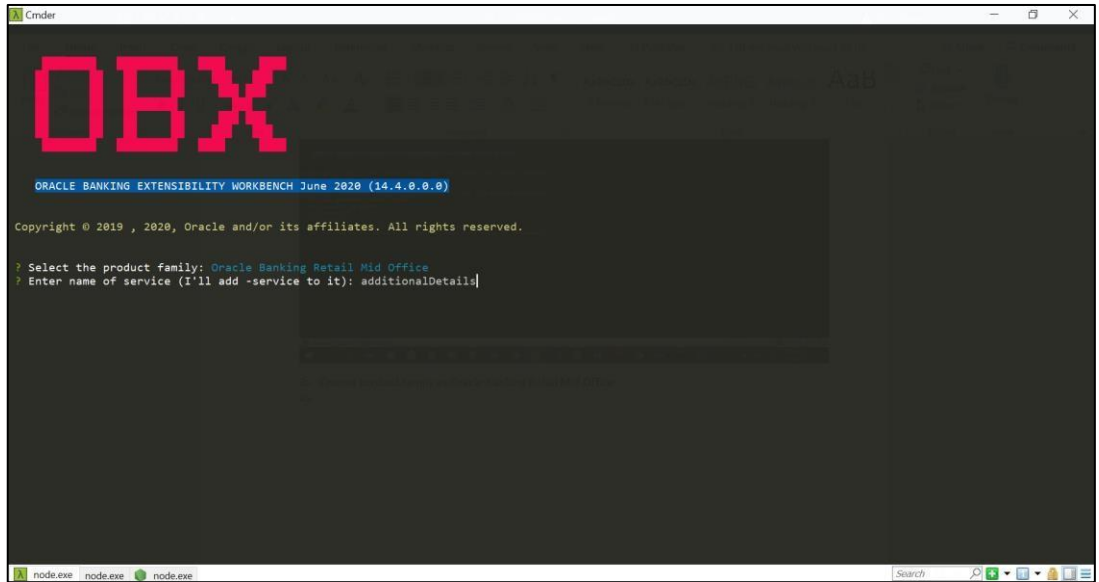 Cmder
OBX
ORACLE BANKING EXTENSIBILITY WORKBENCH June 2020 (14.4.0.0.0)
Copyright © 2019 , 2020, Oracle and/or its affiliates. All rights reserved.
? Select the product family: Oracle Banking Retail Mid Office
? Enter name of service (I'll add -service to it): additionalDetails
AaB
node.exe node.exe node.exe Search